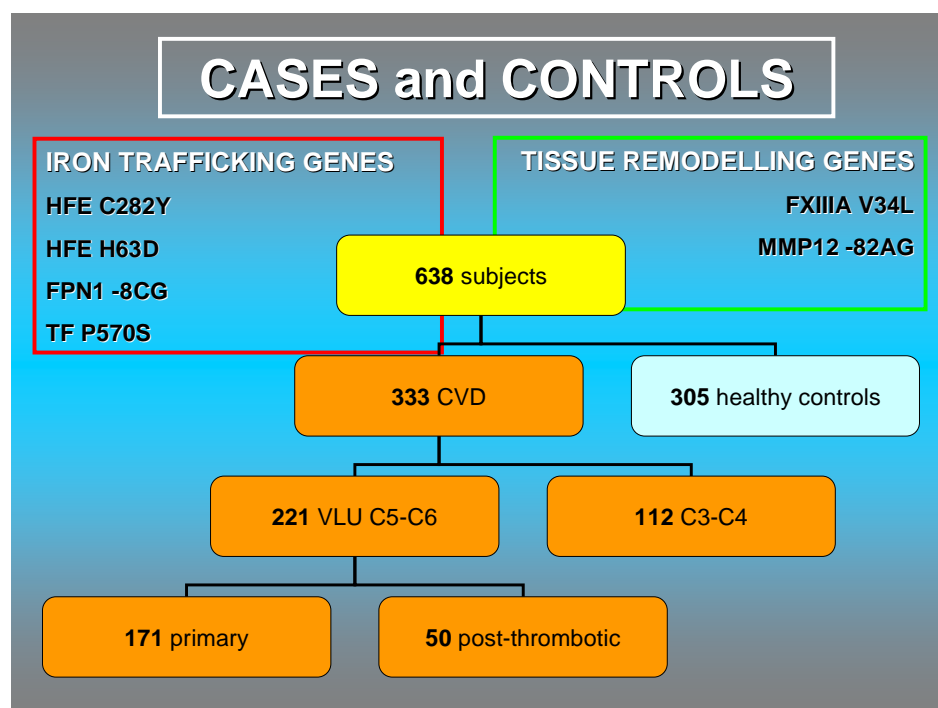 CASES and CONTROLS
IRON TRAFFICKING GENES
HFE C282Y
HFE H63D
FPN1 -8CG
TF P570S
TISSUE REMODELLING GENES
FXIIIA V34L
MMP12 -82AG
638 subjects
333 CVD
305 healthy controls
221 VLU C5-C6
112 C3-C4
171 primary
50 post-thrombotic